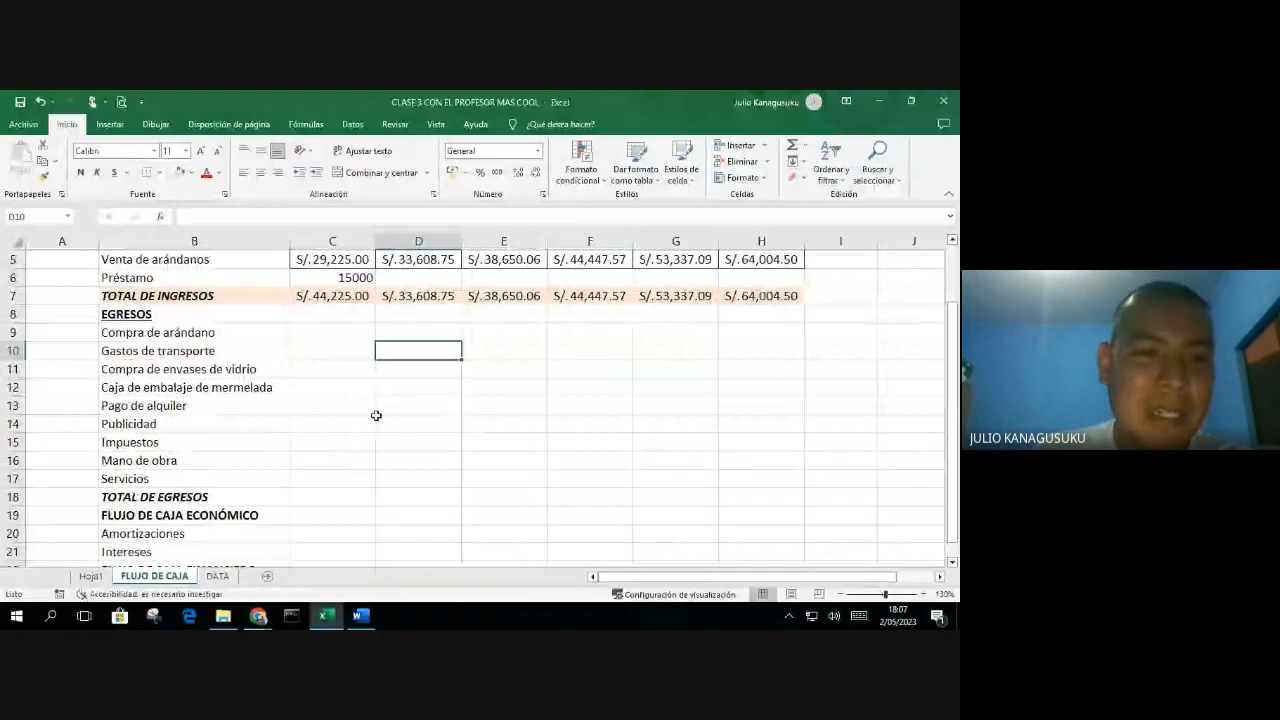 CLASE 3 CON EL PROFESOR MAS COOL - Excel
Julio Kanagusuku
Archivo Inicio Insertar Dibujar Disposición de página Fórmulas Datos Revisar Vista Ayuda ¿Qué desea hacer?
Calibri 11 Ajustar texto General Insertar
Pegar N K S Combinar y centrar % 000 Formato condicional Dar formato como tabla Estilos de celda Eliminar Formato Ordenar y filtrar Buscar y seleccionar
Portapapeles Fuente Alineación Número Estilos Celdas Edición
D10 fx
A B C D E F G H I J
5 Venta de arándanos S/.29,225.00 S/.33,608.75 S/.38,650.06 S/.44,447.57 S/.53,337.09 S/.64,004.50
6 Préstamo 15000
7 TOTAL DE INGRESOS S/.44,225.00 S/.33,608.75 S/.38,650.06 S/.44,447.57 S/.53,337.09 S/.64,004.50
8 EGRESOS
9 Compra de arándano
10 Gastos de transporte
11 Compra de envases de vidrio
12 Caja de embalaje de mermelada
13 Pago de alquiler
14 Publicidad
15 Impuestos
16 Mano de obra
17 Servicios
18 TOTAL DE EGRESOS
19 FLUJO DE CAJA ECONÓMICO
20 Amortizaciones
21 Intereses
Hoja1 FLUJO DE CAJA DATA
Listo Accesibilidad: es necesario investigar Configuración de visualización 130%
18:07
2/05/2023
JULIO KANAGUSUKU